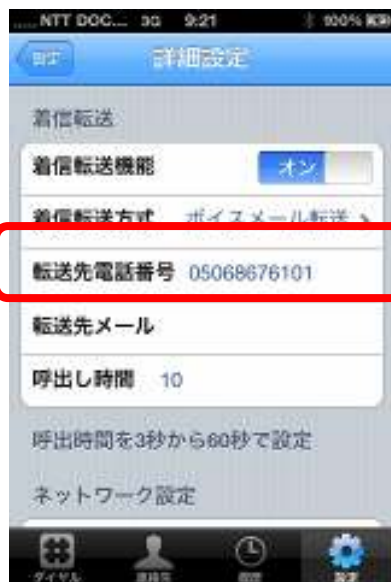 ..... NTT DOC... 3G 9:21 100%
設定 詳細設定
着信転送
着信転送機能 オン
着信転送方式 ボイスメール転送 >
転送先電話番号 05068676101
転送先メール
呼出し時間 10
呼出時間を3秒から60秒で設定
ネットワーク設定
ダイヤル 連絡先 設定